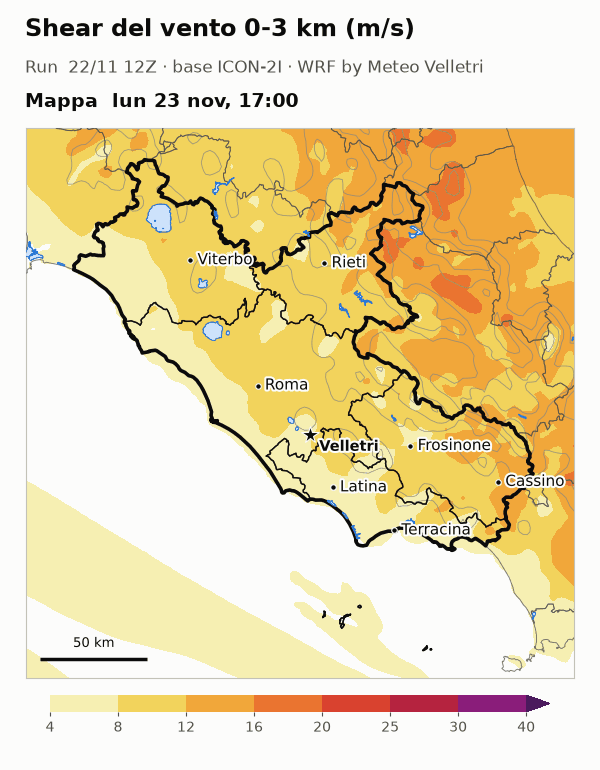 Shear del vento 0-3 km (m/s)
Run  22/11 12Z · base ICON-2I · WRF by Meteo Velletri
Mappa  lun 23 nov, 17:00
Viterbo
Rieti
Roma
Velletri
Frosinone
Latina
Cassino
Terracina
50 km
4 8 12 16 20 25 30 40